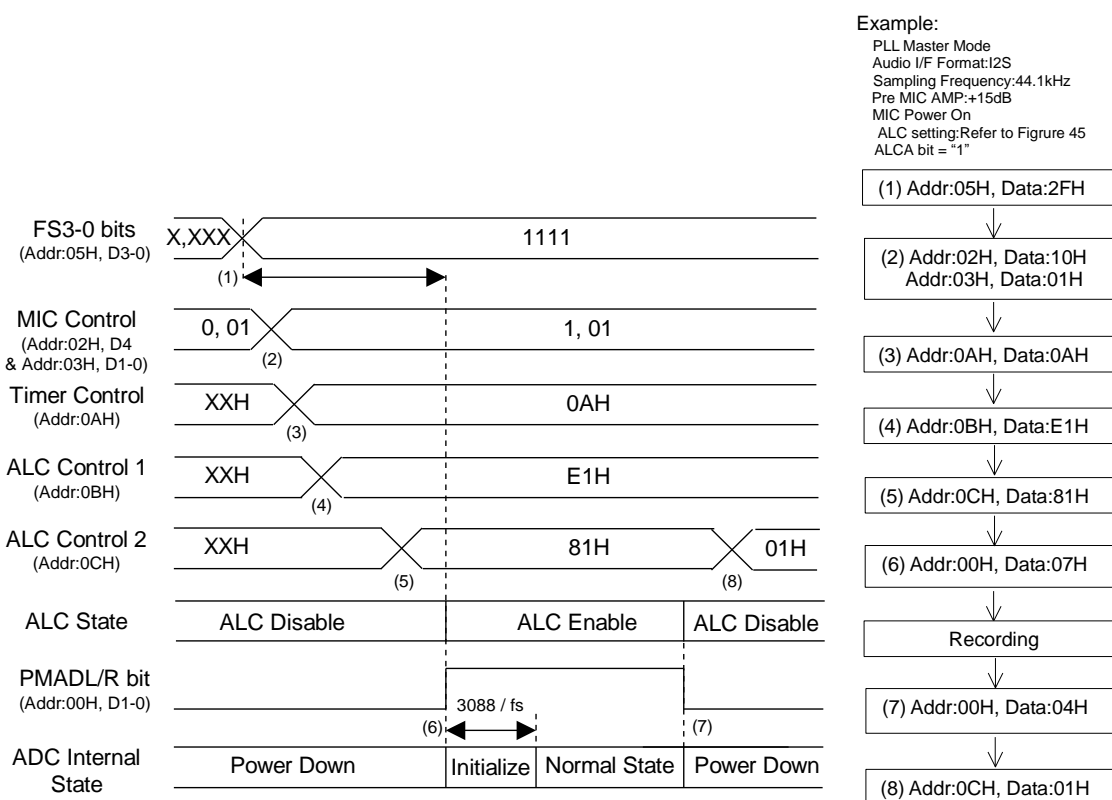 Example:
PLL Master Mode
Audio I/F Format:I2S
Sampling Frequency:44.1kHz
Pre MIC AMP:+15dB
MIC Power On
ALC setting:Refer to Figrure 45
ALCA bit = “1”
(1) Addr:05H, Data:2FH
(2) Addr:02H, Data:10H
Addr:03H, Data:01H
(3) Addr:0AH, Data:0AH
(4) Addr:0BH, Data:E1H
(5) Addr:0CH, Data:81H
(6) Addr:00H, Data:07H
Recording
(7) Addr:00H, Data:04H
(8) Addr:0CH, Data:01H
FS3-0 bits
(Addr:05H, D3-0)
X,XXX
1111
(1)
MIC Control
(Addr:02H, D4
& Addr:03H, D1-0)
0, 01
1, 01
(2)
Timer Control
(Addr:0AH)
XXH
0AH
(3)
ALC Control 1
(Addr:0BH)
XXH
E1H
(4)
ALC Control 2
(Addr:0CH)
XXH
81H
01H
(5)
(8)
ALC State
ALC Disable
ALC Enable
ALC Disable
PMADL/R bit
(Addr:00H, D1-0)
3088 / fs
(6)
(7)
ADC Internal
State
Power Down
Initialize
Normal State
Power Down